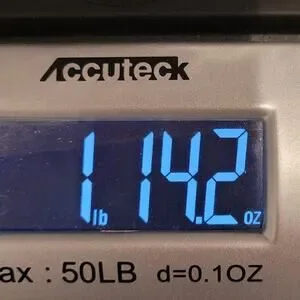 Accuteck
1 lb 14.2 oz
ax : 50LB d=0.1OZ